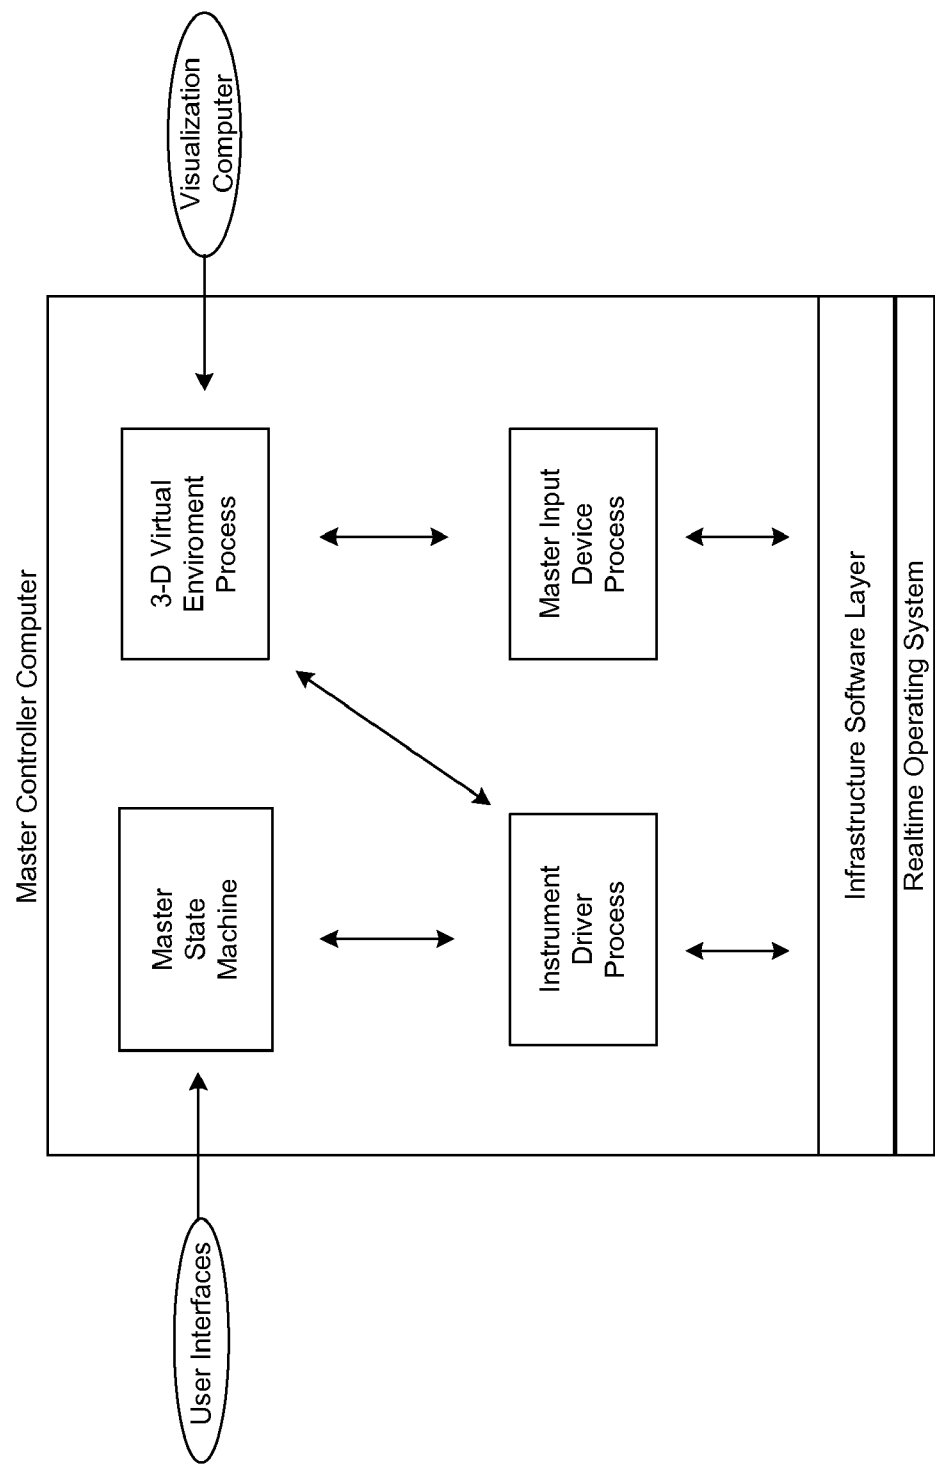 Master Controller Computer
User Interfaces
Master
State
Machine
3-D Virtual
Enviroment
Process
Visualization
Computer
Instrument
Driver
Process
Master Input
Device
Process
Infrastructure Software Layer
Realtime Operating System